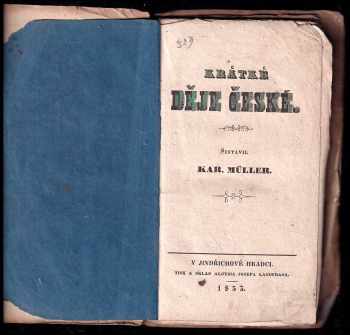 KRÁTKÉ
DĚJE ČESKÉ.
SESTAVIL
KAR. MÜLLER.
V JINDŘICHOVĚ HRADCI.
TISK A SKLAD ALOYSIA JOSEFA LANDFRASA.
1853.